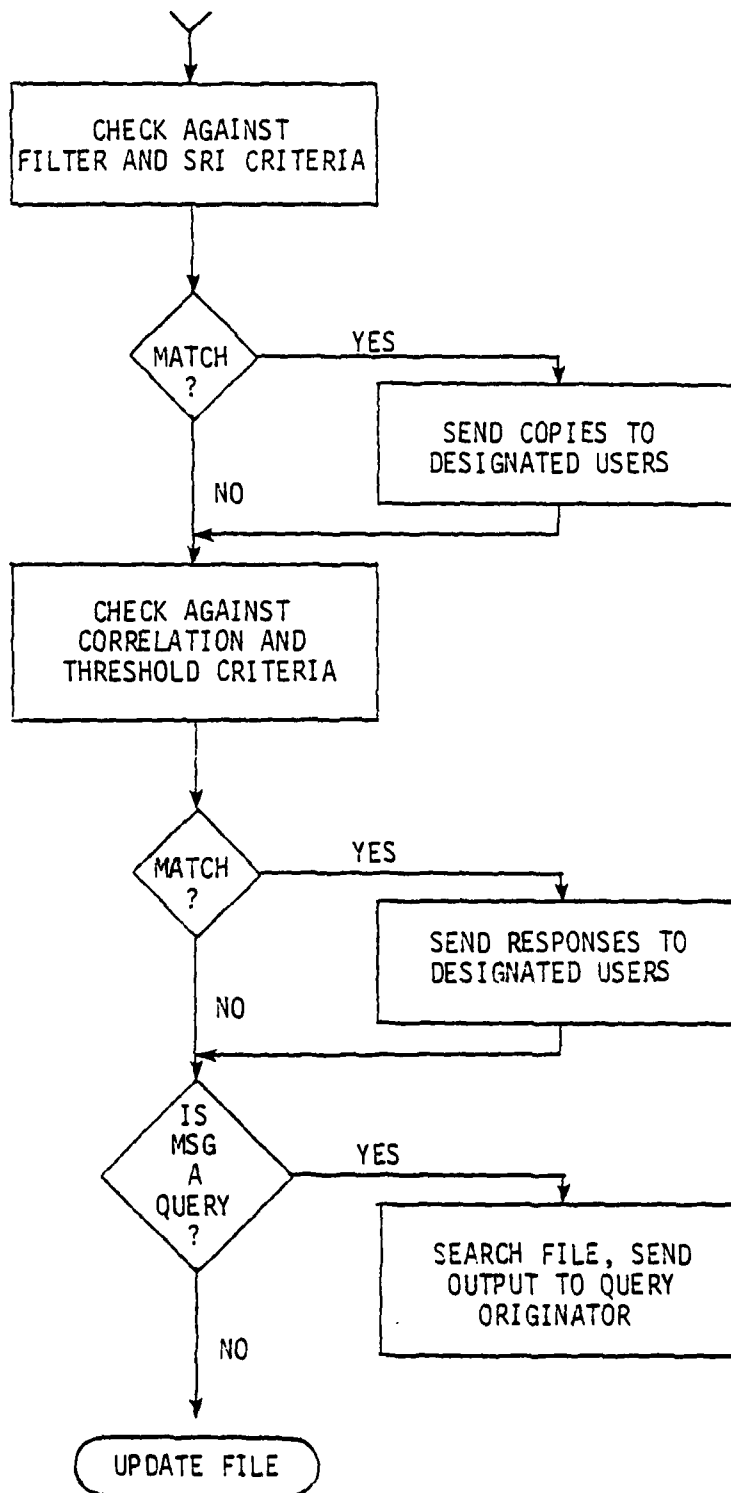 CHECK AGAINST
FILTER AND SRI CRITERIA
MATCH
?
YES
SEND COPIES TO
DESIGNATED USERS
NO
CHECK AGAINST
CORRELATION AND
THRESHOLD CRITERIA
MATCH
?
YES
SEND RESPONSES TO
DESIGNATED USERS
NO
IS
MSG
A
QUERY
?
YES
SEARCH FILE, SEND
OUTPUT TO QUERY
ORIGINATOR
NO
UPDATE FILE